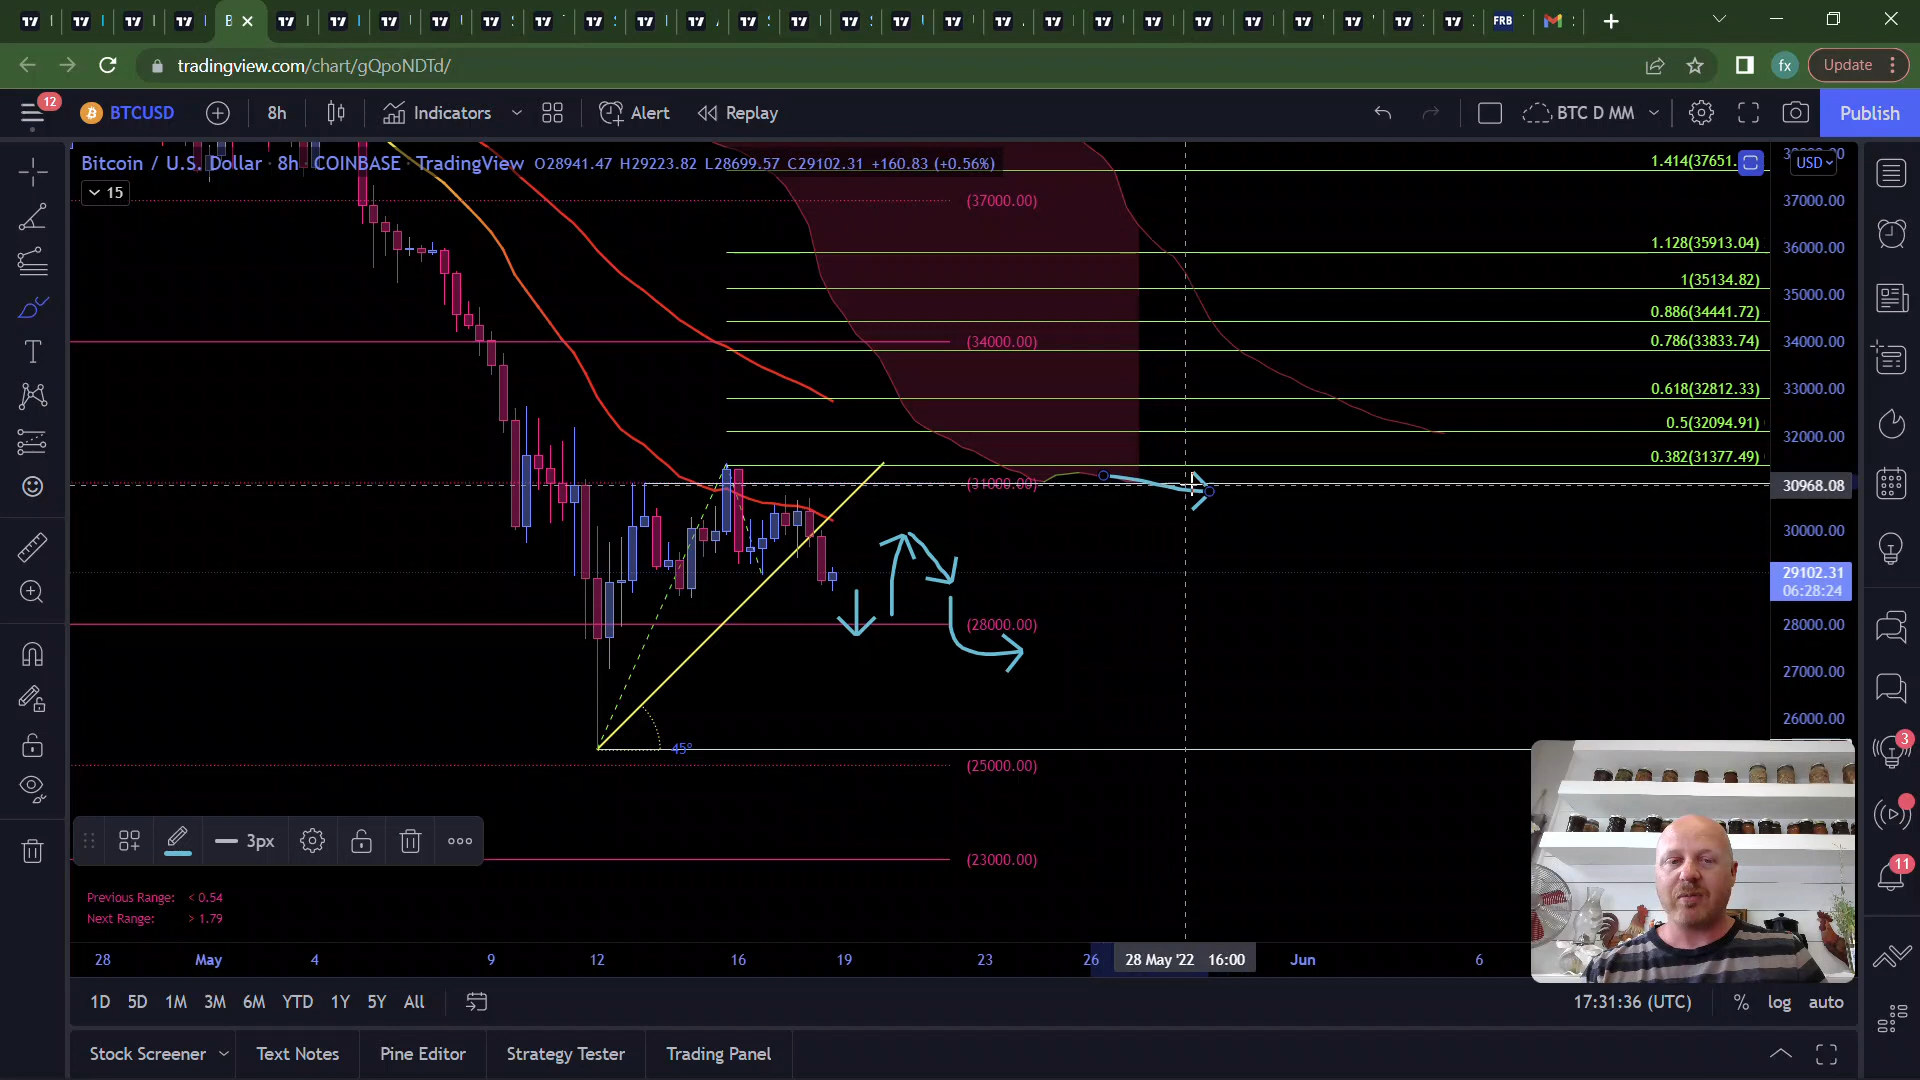 FRB
tradingview.com/chart/gQpoNDTd/
fx Update
12 BTCUSD 8h Indicators Alert Replay BTC D MM Publish
Bitcoin / U.S. Dollar · 8h · COINBASE · TradingView O28941.47 H29223.82 L28699.57 C29102.31 +160.83 (+0.56%)
15
USD
1.414(37651.
(37000.00) 37000.00
1.128(35913.04) 36000.00
1(35134.82) 35000.00
0.886(34441.72)
0.786(33833.74)
(34000.00) 34000.00
0.618(32812.33) 33000.00
0.5(32094.91) 32000.00
0.382(31377.49)
(31000.00) 30968.08
30000.00
29102.31
06:28:24
(28000.00) 28000.00
27000.00
26000.00
45°
(25000.00)
3px
(23000.00)
Previous Range: < 0.54
Next Range: > 1.79
3
11
28 May 4 9 12 16 19 23 26 28 May '22 16:00 Jun 6
1D 5D 1M 3M 6M YTD 1Y 5Y All 17:31:36 (UTC) % log auto
Stock Screener Text Notes Pine Editor Strategy Tester Trading Panel